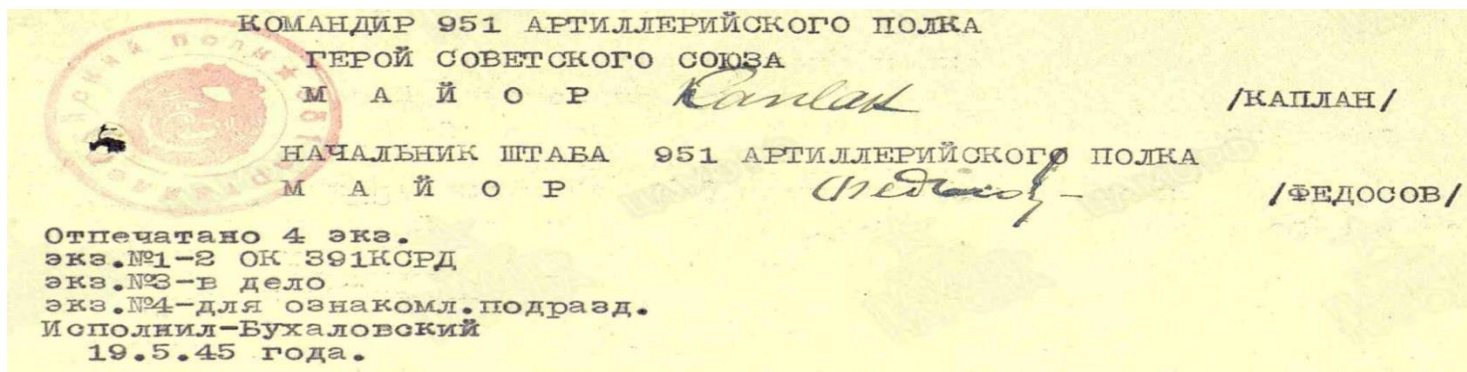 КОМАНДИР 951 АРТИЛЛЕРИЙСКОГО ПОЛКА
ГЕРОЙ СОВЕТСКОГО СОЮЗА
М А Й О Р Каплан /КАПЛАН/
НАЧАЛЬНИК ШТАБА 951 АРТИЛЛЕРИЙСКОГО ПОЛКА
М А Й О Р /ФЕДОСОВ/
Отпечатано 4 экз.
экз.№1-2 ОК 391КСРД
экз.№3-в дело
экз.№4-для ознакомл.подразд.
Исполнил-Бухаловский
19.5.45 года.